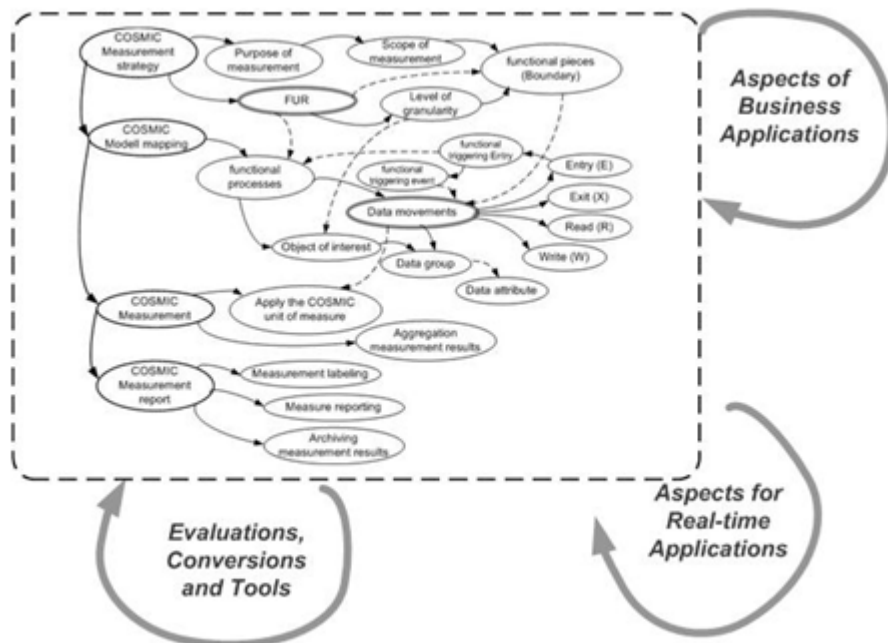 COSMIC
Measurement
strategy
Purpose of
measurement
Scope of
measurement
functional pieces
(Boundary)
FUR
Level of
granularity
COSMIC
Modell mapping
functional
processes
functional
triggering Entry
functional
triggering event
Entry (E)
Exit (X)
Data movements
Read (R)
Write (W)
Object of interest
Data group
Data attribute
COSMIC
Measurement
Apply the COSMIC
unit of measure
Aggregation
measurement results
COSMIC
Measurement
report
Measurement labeling
Measure reporting
Archiving
measurement results
Aspects of
Business
Applications
Aspects for
Real-time
Applications
Evaluations,
Conversions
and Tools